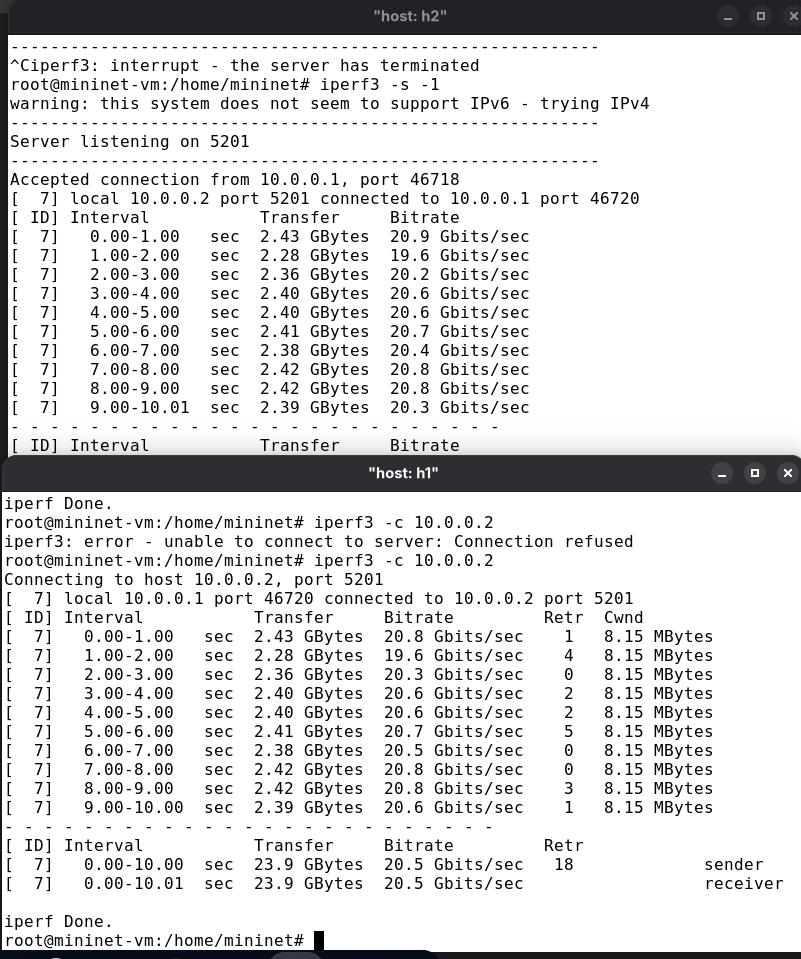 "host: h2"
------------------------------------------------------------
^Ciperf3: interrupt - the server has terminated
root@mininet-vm:/home/mininet# iperf3 -s -1
warning: this system does not seem to support IPv6 - trying IPv4
-----------------------------------------------------------
Server listening on 5201
-----------------------------------------------------------
Accepted connection from 10.0.0.1, port 46718
[  7] local 10.0.0.2 port 5201 connected to 10.0.0.1 port 46720
[ ID] Interval           Transfer     Bitrate
[  7]   0.00-1.00   sec  2.43 GBytes  20.9 Gbits/sec
[  7]   1.00-2.00   sec  2.28 GBytes  19.6 Gbits/sec
[  7]   2.00-3.00   sec  2.36 GBytes  20.2 Gbits/sec
[  7]   3.00-4.00   sec  2.40 GBytes  20.6 Gbits/sec
[  7]   4.00-5.00   sec  2.40 GBytes  20.6 Gbits/sec
[  7]   5.00-6.00   sec  2.41 GBytes  20.7 Gbits/sec
[  7]   6.00-7.00   sec  2.38 GBytes  20.4 Gbits/sec
[  7]   7.00-8.00   sec  2.42 GBytes  20.8 Gbits/sec
[  7]   8.00-9.00   sec  2.42 GBytes  20.8 Gbits/sec
[  7]   9.00-10.01  sec  2.39 GBytes  20.3 Gbits/sec
- - - - - - - - - - - - - - - - - - - - - - - - -
[ ID] Interval           Transfer     Bitrate
"host: h1"
iperf Done.
root@mininet-vm:/home/mininet# iperf3 -c 10.0.0.2
iperf3: error - unable to connect to server: Connection refused
root@mininet-vm:/home/mininet# iperf3 -c 10.0.0.2
Connecting to host 10.0.0.2, port 5201
[  7] local 10.0.0.1 port 46720 connected to 10.0.0.2 port 5201
[ ID] Interval           Transfer     Bitrate         Retr  Cwnd
[  7]   0.00-1.00   sec  2.43 GBytes  20.8 Gbits/sec    1   8.15 MBytes
[  7]   1.00-2.00   sec  2.28 GBytes  19.6 Gbits/sec    4   8.15 MBytes
[  7]   2.00-3.00   sec  2.36 GBytes  20.3 Gbits/sec    0   8.15 MBytes
[  7]   3.00-4.00   sec  2.40 GBytes  20.6 Gbits/sec    2   8.15 MBytes
[  7]   4.00-5.00   sec  2.40 GBytes  20.6 Gbits/sec    2   8.15 MBytes
[  7]   5.00-6.00   sec  2.41 GBytes  20.7 Gbits/sec    5   8.15 MBytes
[  7]   6.00-7.00   sec  2.38 GBytes  20.5 Gbits/sec    0   8.15 MBytes
[  7]   7.00-8.00   sec  2.42 GBytes  20.8 Gbits/sec    0   8.15 MBytes
[  7]   8.00-9.00   sec  2.42 GBytes  20.8 Gbits/sec    3   8.15 MBytes
[  7]   9.00-10.00  sec  2.39 GBytes  20.6 Gbits/sec    1   8.15 MBytes
- - - - - - - - - - - - - - - - - - - - - - - - -
[ ID] Interval           Transfer     Bitrate         Retr
[  7]   0.00-10.00  sec  23.9 GBytes  20.5 Gbits/sec   18             sender
[  7]   0.00-10.01  sec  23.9 GBytes  20.5 Gbits/sec                  receiver
iperf Done.
root@mininet-vm:/home/mininet#